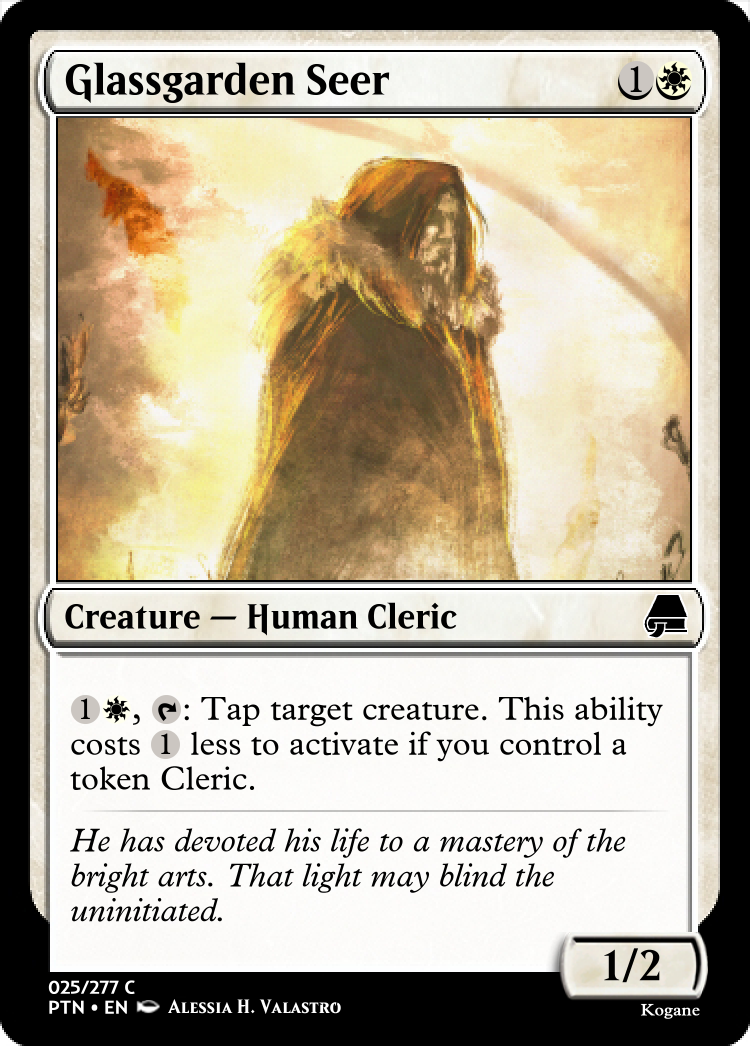 Glassgarden Seer 1
Creature — Human Cleric
1 , : Tap target creature. This ability
costs 1 less to activate if you control a
token Cleric.
He has devoted his life to a mastery of the
bright arts. That light may blind the
uninitiated.
1/2
025/277 C
PTN • EN Alessia H. Valastro
Kogane